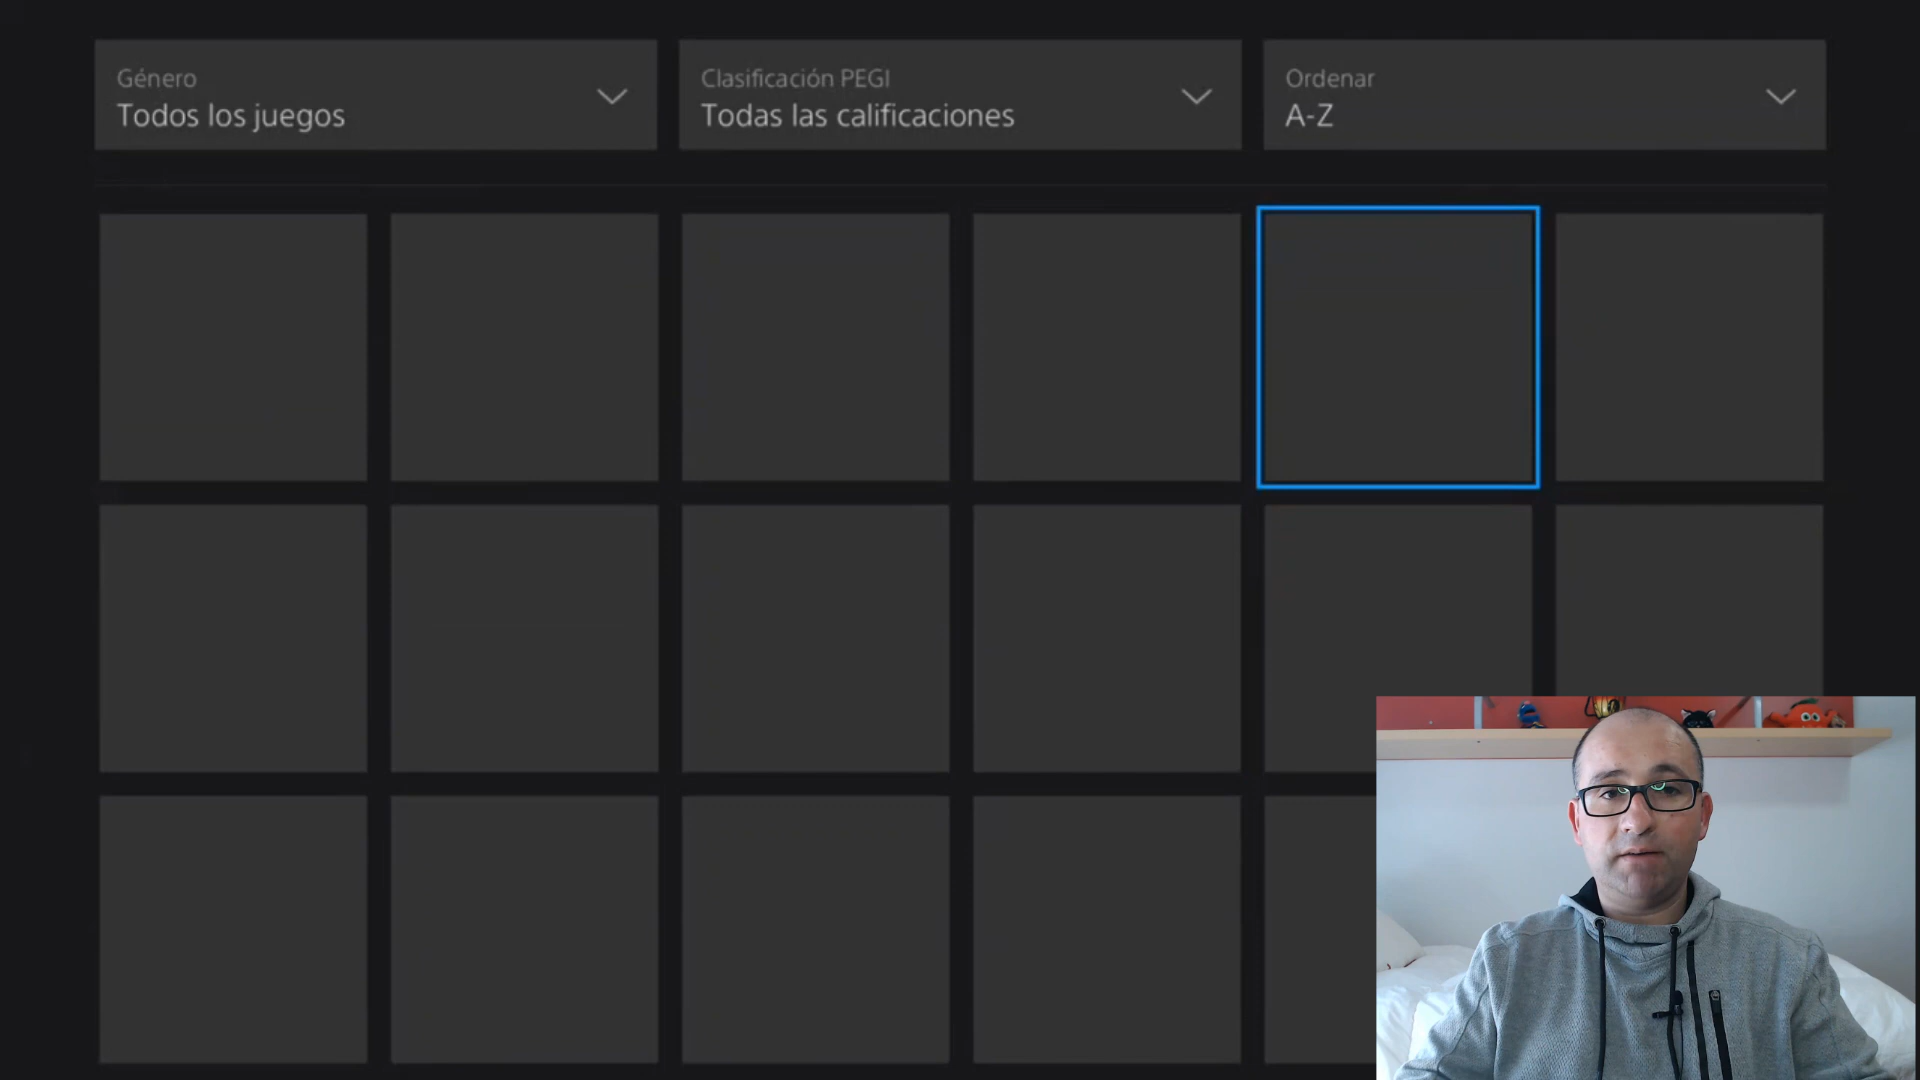 Género
Todos los juegos
Clasificación PEGI
Todas las calificaciones
Ordenar
A-Z